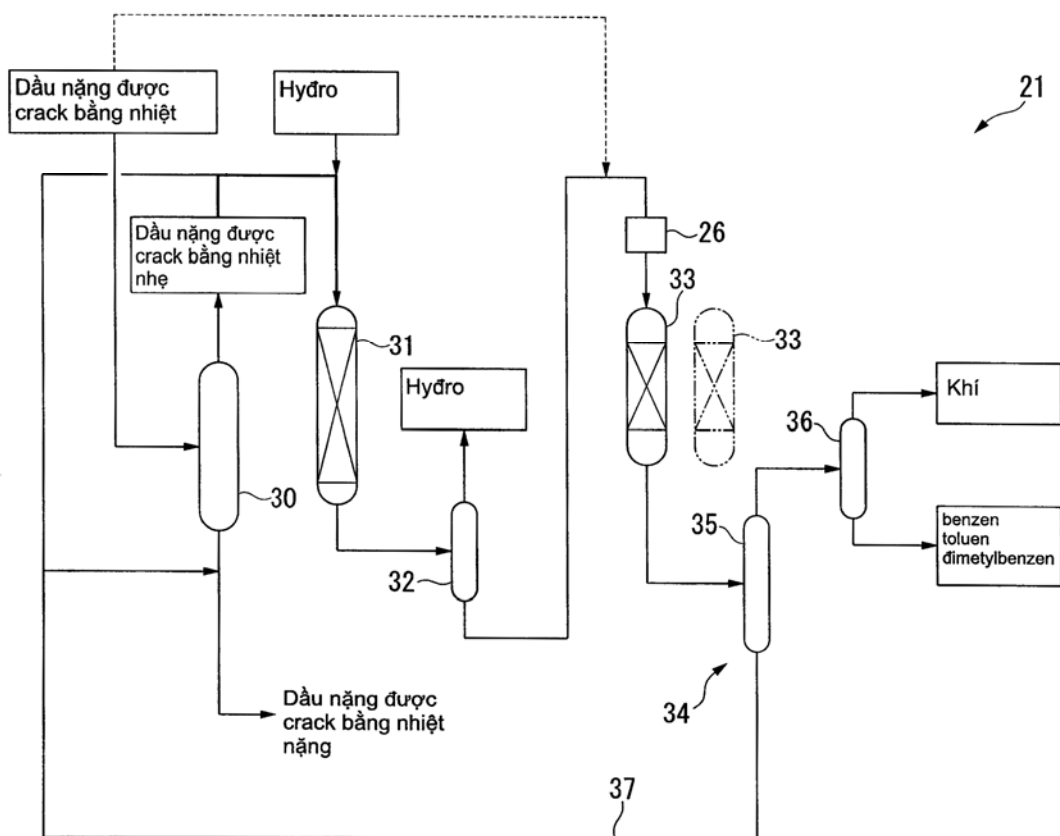 Dầu nặng được
crack bằng nhiệt
Hyđro
21
Dầu nặng được
crack bằng nhiệt
nhẹ
26
33
33
31
Hyđro
Khí
36
30
35
benzen
toluen
đimetylbenzen
32
34
Dầu nặng được
crack bằng nhiệt
nặng
37